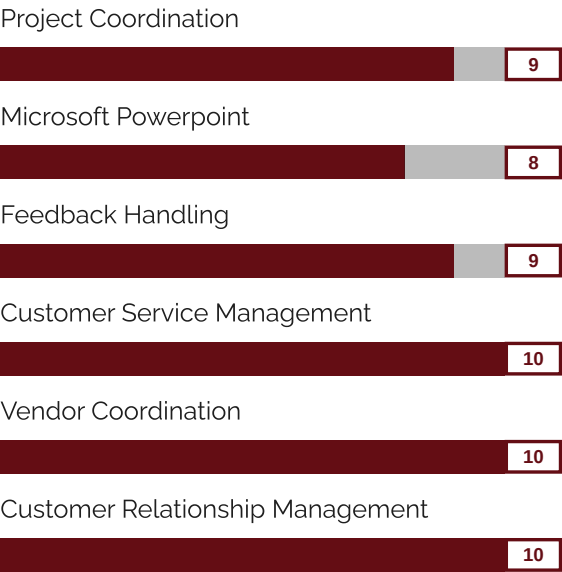 Project Coordination
9
Microsoft Powerpoint
8
Feedback Handling
9
Customer Service Management
10
Vendor Coordination
10
Customer Relationship Management
10